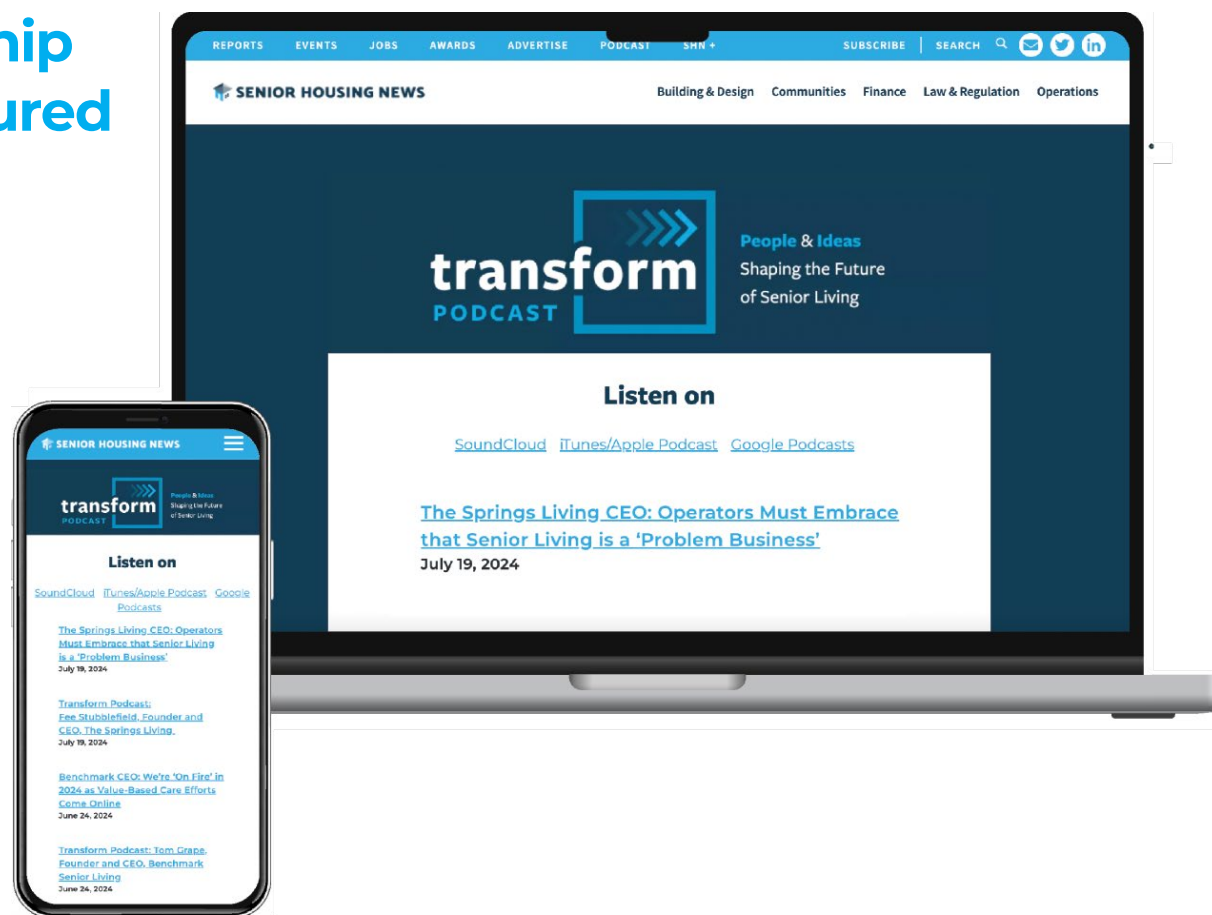 hip
ured
REPORTS EVENTS JOBS AWARDS ADVERTISE PODCAST SHN + SUBSCRIBE | SEARCH
SENIOR HOUSING NEWS Building & Design Communities Finance Law & Regulation Operations
transform
PODCAST
People & Ideas
Shaping the Future
of Senior Living
Listen on
SoundCloud iTunes/Apple Podcast Google Podcasts
The Springs Living CEO: Operators Must Embrace
that Senior Living is a ‘Problem Business’
July 19, 2024
SENIOR HOUSING NEWS
transform
PODCAST
People & Ideas
Shaping the Future
of Senior Living
Listen on
SoundCloud iTunes/Apple Podcast Google
Podcasts
The Springs Living CEO: Operators
Must Embrace that Senior Living
is a ‘Problem Business’
July 19, 2024
Transform Podcast:
Fee Stubblefield, Founder and
CEO, The Springs Living
July 19, 2024
Benchmark CEO: We’re ‘On Fire’ in
2024 as Value-Based Care Efforts
Come Online
June 24, 2024
Transform Podcast: Tom Grape,
Founder and CEO, Benchmark
Senior Living
June 24, 2024